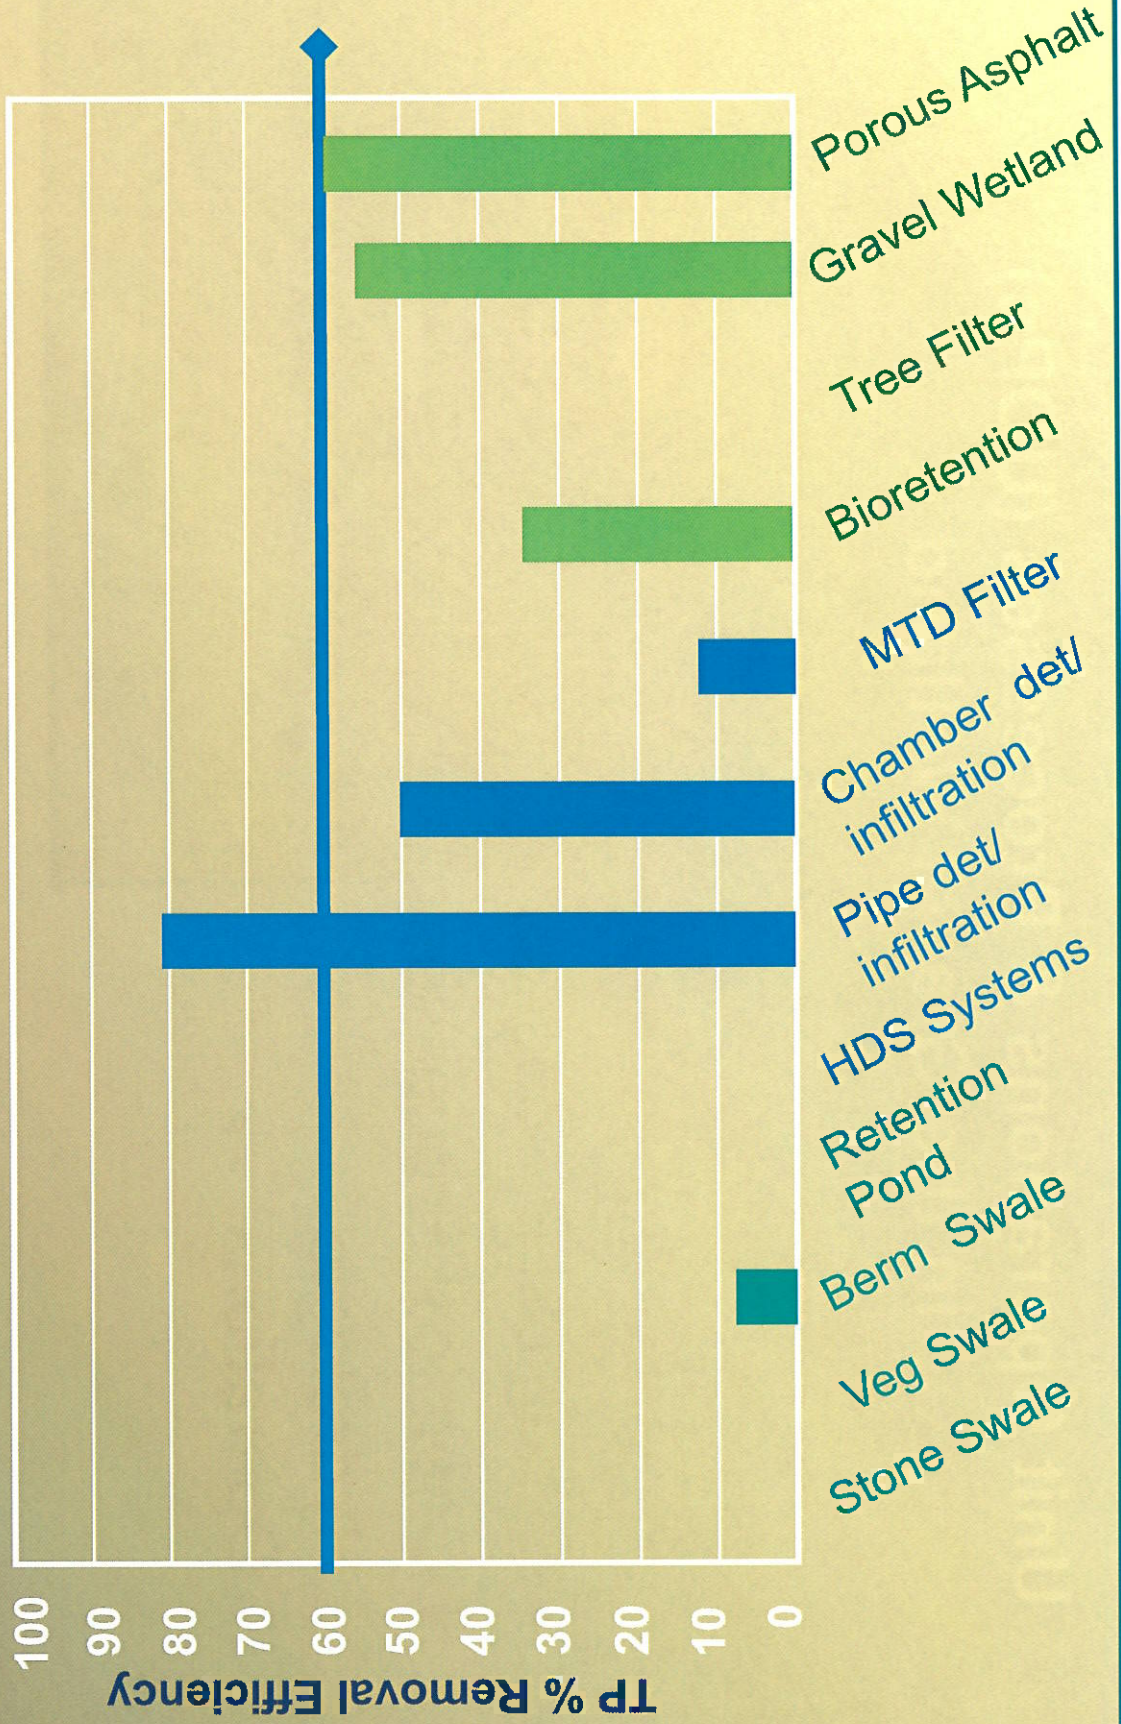 TP % Removal Efficiency
100
90
80
70
60
50
40
30
20
10
0
Stone Swale
Veg Swale
Berm Swale
Retention
Pond
HDS Systems
Pipe det/
infiltration
Chamber det/
infiltration
MTD Filter
Bioretention
Tree Filter
Gravel Wetland
Porous Asphalt